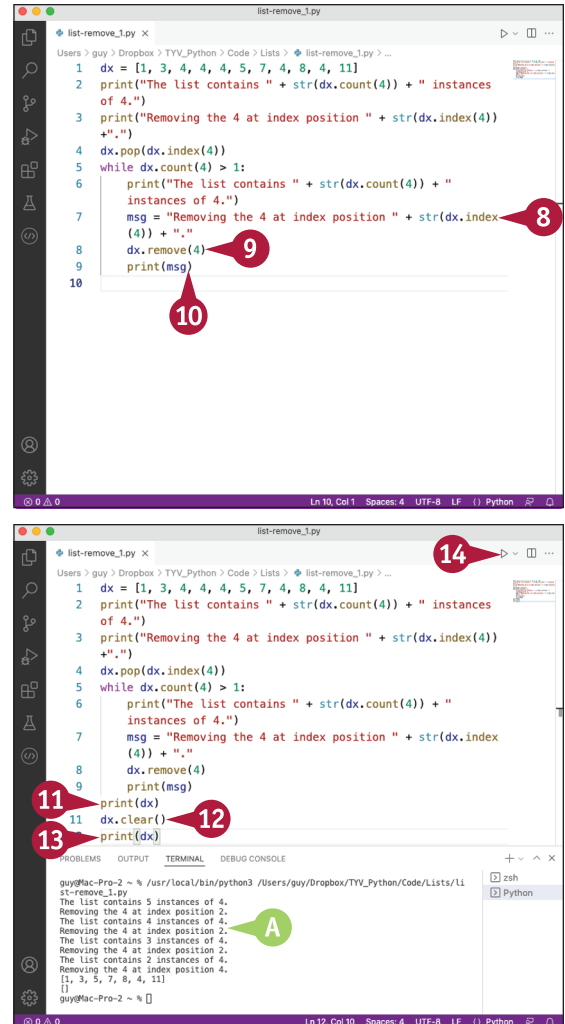 list-remove_1.py
list-remove_1.py ×
Users > guy > Dropbox > TYV_Python > Code > Lists > list-remove_1.py > ...
1 dx = [1, 3, 4, 4, 4, 5, 7, 4, 8, 4, 11]
2 print("The list contains " + str(dx.count(4)) + " instances
of 4.")
3 print("Removing the 4 at index position " + str(dx.index(4))
+".")
4 dx.pop(dx.index(4))
5 while dx.count(4) > 1:
6 print("The list contains " + str(dx.count(4)) + "
instances of 4.")
7 msg = "Removing the 4 at index position " + str(dx.index 8
(4)) + "."
8 dx.remove(4) 9
9 print(msg)
10
10
0 0 Ln 10, Col 1 Spaces: 4 UTF-8 LF Python
list-remove_1.py
list-remove_1.py × 14
Users > guy > Dropbox > TYV_Python > Code > Lists > list-remove_1.py > ...
1 dx = [1, 3, 4, 4, 4, 5, 7, 4, 8, 4, 11]
2 print("The list contains " + str(dx.count(4)) + " instances
of 4.")
3 print("Removing the 4 at index position " + str(dx.index(4))
+".")
4 dx.pop(dx.index(4))
5 while dx.count(4) > 1:
6 print("The list contains " + str(dx.count(4)) + "
instances of 4.")
7 msg = "Removing the 4 at index position " + str(dx.index
(4)) + "."
8 dx.remove(4)
9 print(msg)
11 print(dx)
11 dx.clear() 12
13 print(dx)
PROBLEMS OUTPUT TERMINAL DEBUG CONSOLE
zsh
Python
guy@Mac-Pro-2 ~ % /usr/local/bin/python3 /Users/guy/Dropbox/TYV_Python/Code/Lists/li
st-remove_1.py
The list contains 5 instances of 4.
Removing the 4 at index position 2.
The list contains 4 instances of 4.
Removing the 4 at index position 2. A
The list contains 3 instances of 4.
Removing the 4 at index position 2.
The list contains 2 instances of 4.
Removing the 4 at index position 4.
[1, 3, 5, 7, 8, 4, 11]
[]
guy@Mac-Pro-2 ~ %
0 0 Ln 12, Col 10 Spaces: 4 UTF-8 LF Python